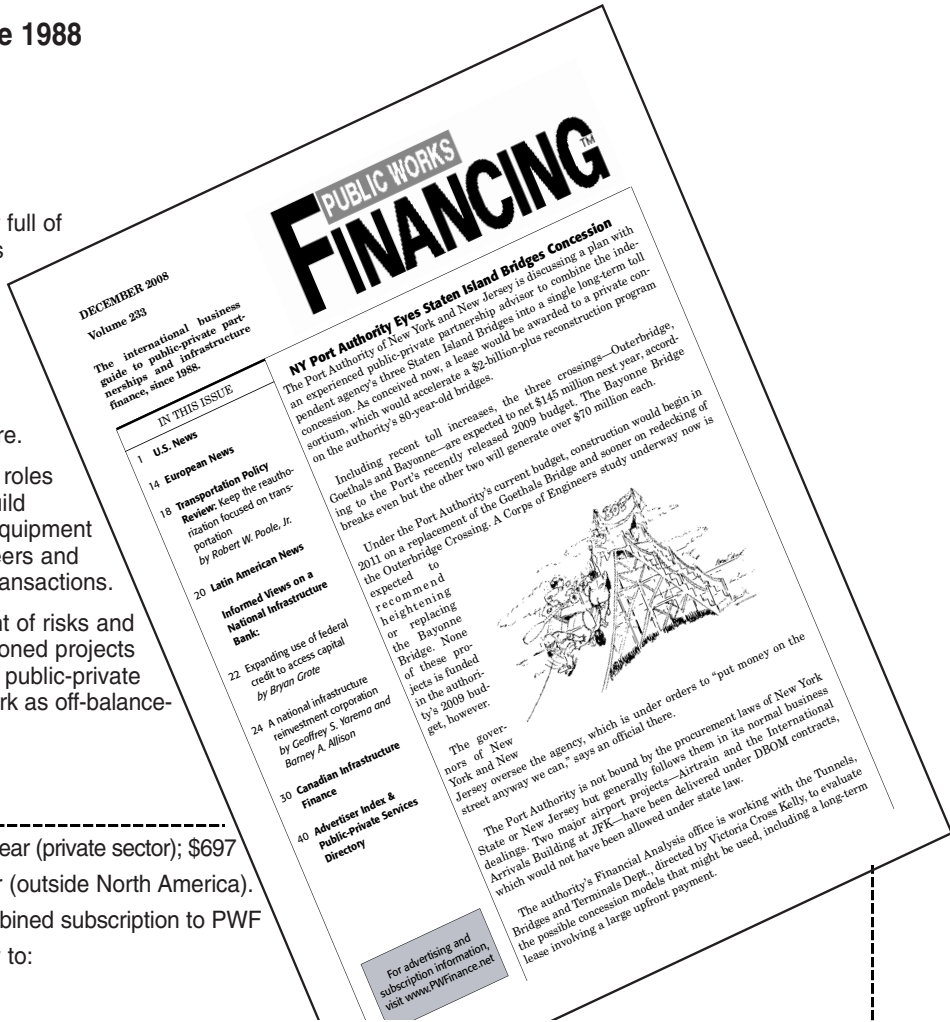 e 1988
full of
s
re.
roles
uild
quipment
ers and
ansactions.
nt of risks and
oned projects
public-private
rk as off-balance-
ear (private sector); $697
r (outside North America).
bined subscription to PWF
to:
PUBLIC WORKS
FINANCING™
DECEMBER 2008
Volume 233
The international business
guide to public-private part-
nerships and infrastructure
finance, since 1988.
IN THIS ISSUE
1 U.S. News
14 European News
18 Transportation Policy
Review: Keep the reautho-
rization focused on trans-
portation
by Robert W. Poole, Jr.
20 Latin American News
Informed Views on a
National Infrastructure
Bank:
22 Expanding use of federal
credit to access capital
by Bryan Grote
24 A national infrastructure
reinvestment corporation
by Geoffrey S. Yarema and
Barney A. Allison
30 Canadian Infrastructure
Finance
40 Advertiser Index &
Public-Private Services
Directory
For advertising and
subscription information,
visit www.PWFinance.net
NY Port Authority Eyes Staten Island Bridges Concession
The Port Authority of New York and New Jersey is discussing a plan with
an experienced public-private partnership advisor to combine the inde-
pendent agency's three Staten Island Bridges into a single long-term toll
concession. As conceived now, a lease would be awarded to a private con-
sortium, which would accelerate a $2-billion-plus reconstruction program
on the authority's 80-year-old bridges.
Including recent toll increases, the three crossings—Outerbridge,
Goethals and Bayonne—are expected to net $145 million next year, accord-
ing to the Port's recently released 2009 budget. The Bayonne Bridge
breaks even but the other two will generate over $70 million each.
Under the Port Authority's current budget, construction would begin in
2011 on a replacement of the Goethals Bridge and sooner on redecking of
the Outerbridge Crossing. A Corps of Engineers study underway now is
expected to
recommend
heightening
or replacing
the Bayonne
Bridge. None
of these pro-
jects is funded
in the authori-
ty's 2009 bud-
get, however.
The gover-
nors of New
York and New
Jersey oversee the agency, which is under orders to "put money on the
street anyway we can," says an official there.
The Port Authority is not bound by the procurement laws of New York
State or New Jersey but generally follows them in its normal business
dealings. Two major airport projects—Airtrain and the International
Arrivals Building at JFK—have been delivered under DBOM contracts,
which would not have been allowed under state law.
The authority's Financial Analysis office is working with the Tunnels,
Bridges and Terminals Dept., directed by Victoria Cross Kelly, to evaluate
the possible concession models that might be used, including a long-term
lease involving a large upfront payment.